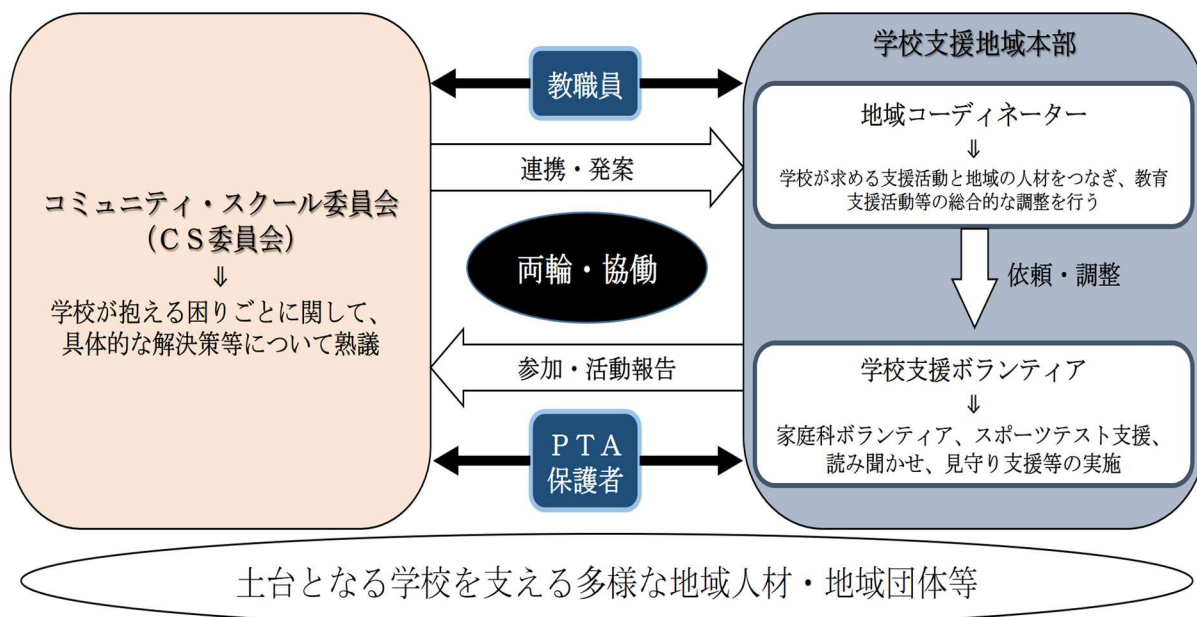 教職員
学校支援地域本部
地域コーディネーター
⇓
学校が求める支援活動と地域の人材をつなぎ、教育
支援活動等の総合的な調整を行う
連携・発案
コミュニティ・スクール委員会
(ＣＳ委員会)
⇓
学校が抱える困りごとに関して、
具体的な解決策等について熟議
両輪・協働
依頼・調整
参加・活動報告
学校支援ボランティア
⇓
家庭科ボランティア、スポーツテスト支援、
読み聞かせ、見守り支援等の実施
ＰＴＡ
保護者
土台となる学校を支える多様な地域人材・地域団体等